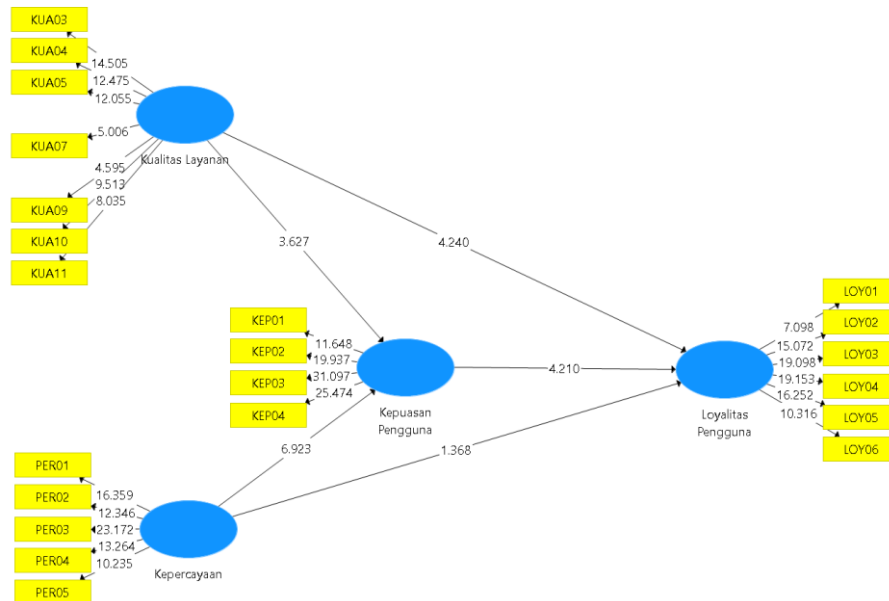 KUA03
KUA04
KUA05
KUA07
KUA09
KUA10
KUA11
14.505
12.475
12.055
5.006
4.595
9.513
8.035
Kualitas Layanan
3.627
4.240
KEP01
KEP02
KEP03
KEP04
11.648
19.937
31.097
25.474
Kepuasan
Pengguna
4.210
LOY01
LOY02
LOY03
LOY04
LOY05
LOY06
7.098
15.072
19.098
19.153
16.252
10.316
Loyalitas
Pengguna
6.923
1.368
PER01
PER02
PER03
PER04
PER05
16.359
12.346
23.172
13.264
10.235
Kepercayaan